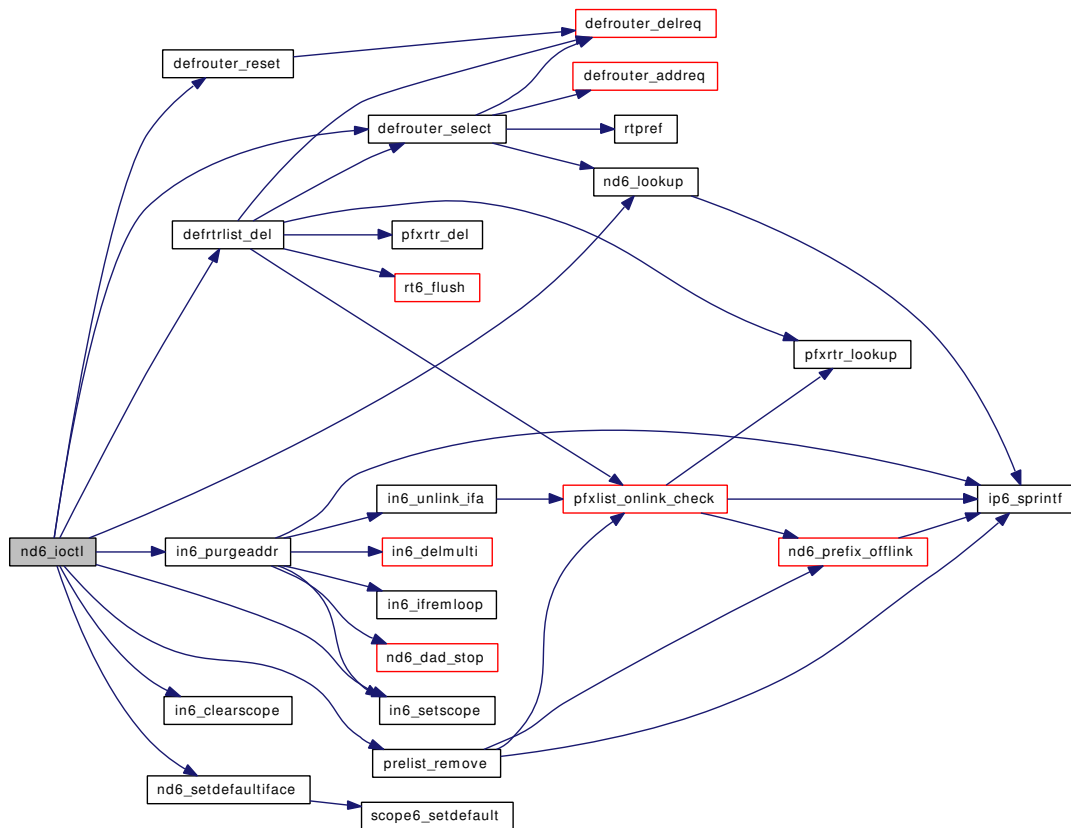 defrouter_delreq
defrouter_reset
defrouter_addreq
defrouter_select
rtpref
nd6_lookup
defrtrlist_del
pfxrtr_del
rt6_flush
pfxrtr_lookup
in6_unlink_ifa
pfxlist_onlink_check
ip6_sprintf
nd6_ioctl
in6_purgeaddr
in6_delmulti
nd6_prefix_offlink
in6_ifremloop
nd6_dad_stop
in6_clearscope
in6_setscope
prelist_remove
nd6_setdefaultiface
scope6_setdefault